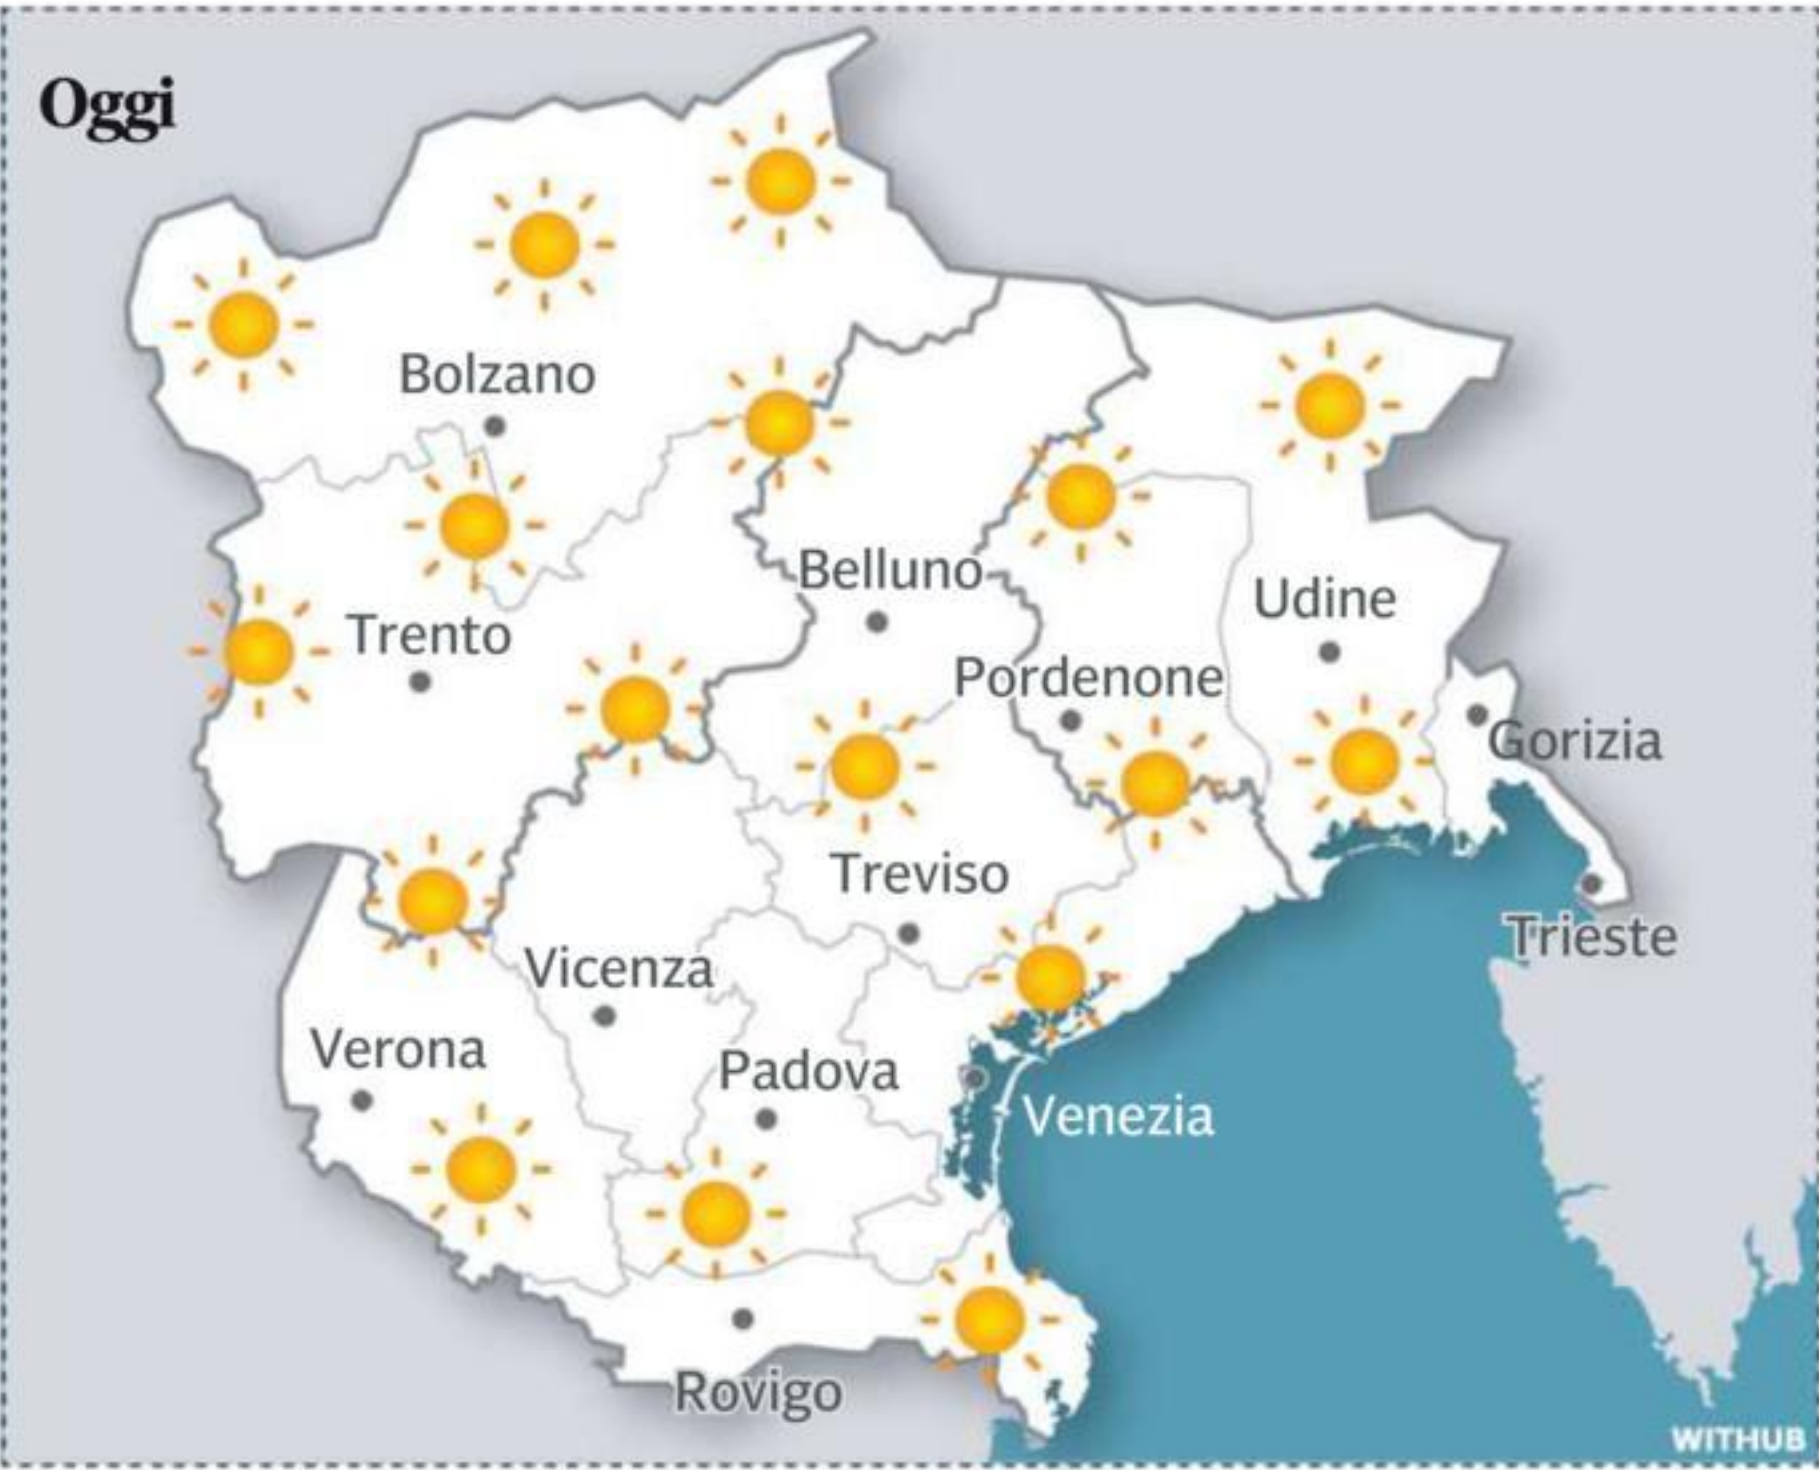 Oggi
Bolzano
Belluno
Udine
Trento
Pordenone
Gorizia
Treviso
Trieste
Vicenza
Verona
Padova
Venezia
Rovigo
WITHUB